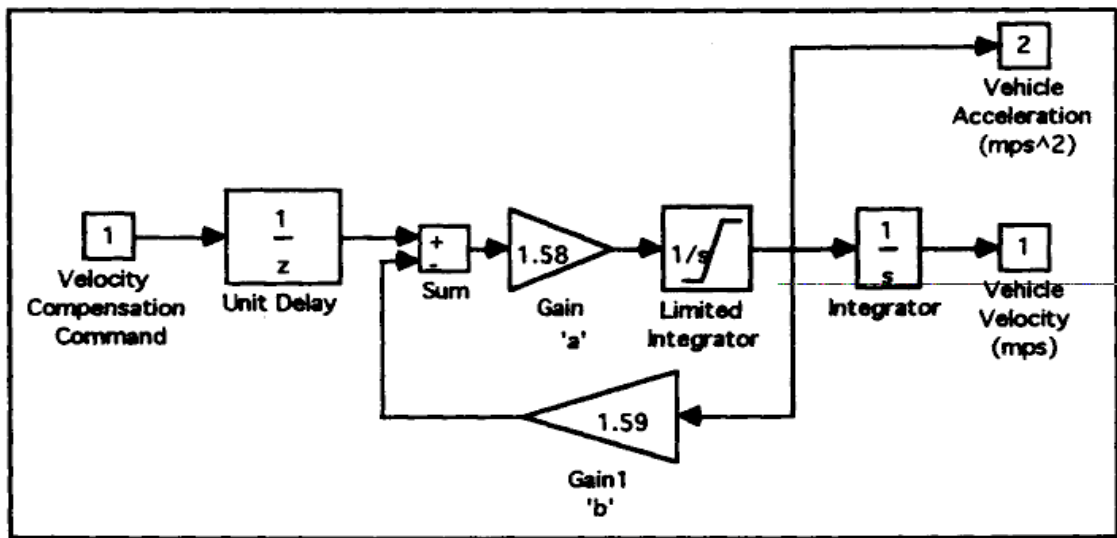 2
Vehicle
Acceleration
(mps^2)
1
Velocity
Compensation
Command
1
z
Unit Delay
+
-
Sum
1.58
Gain
'a'
1/s
Limited
Integrator
1
s
Integrator
1
Vehicle
Velocity
(mps)
1.59
Gain1
'b'